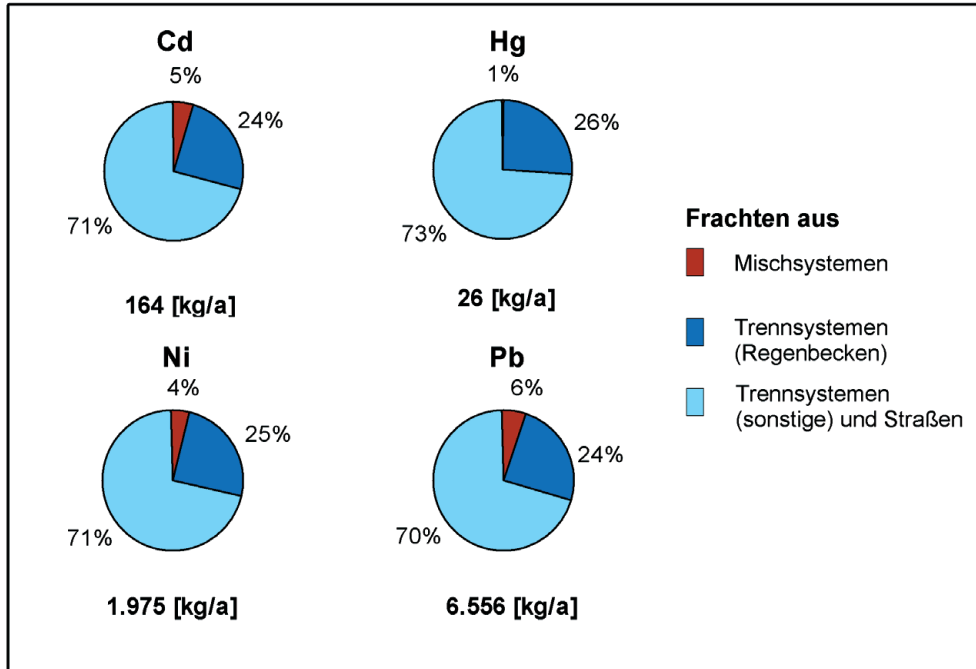 Cd
5%
24%
71%
164 [kg/a]
Hg
1%
26%
73%
26 [kg/a]
Ni
4%
25%
71%
1.975 [kg/a]
Pb
6%
24%
70%
6.556 [kg/a]
Frachten aus
Mischsystemen
Trennsystemen
(Regenbecken)
Trennsystemen
(sonstige) und Straßen